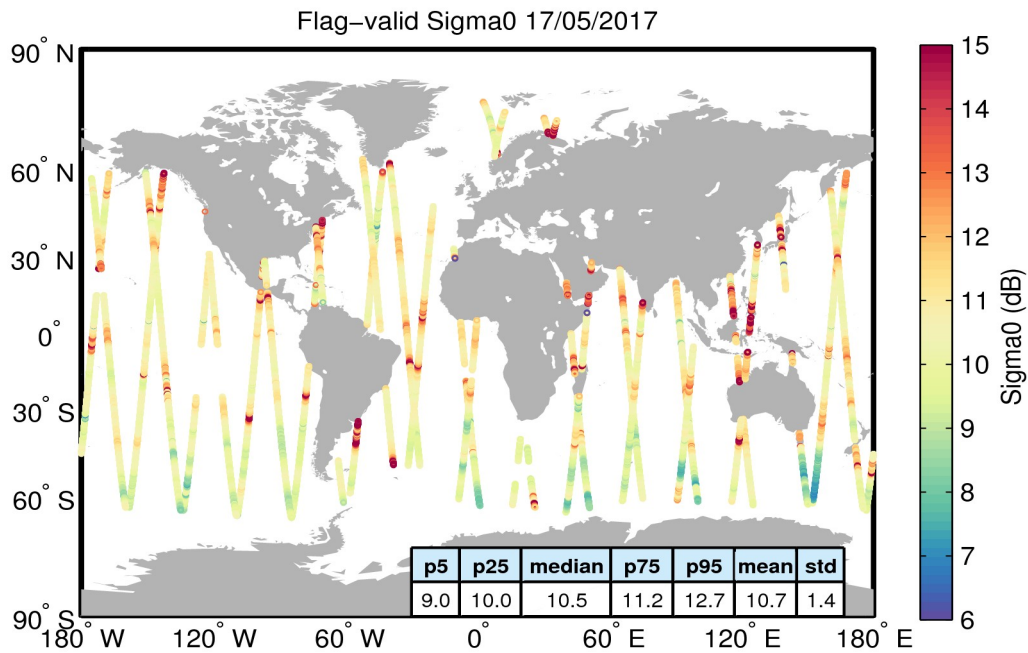 Flag−valid Sigma0 17/05/2017
90° N
60° N
30° N
0°
30° S
60° S
90° S
180° W
120° W
60° W
0°
60° E
120° E
180° E
p5 p25 median p75 p95 mean std
9.0 10.0 10.5 11.2 12.7 10.7 1.4
15
14
13
12
11
10
9
8
7
6
Sigma0 (dB)